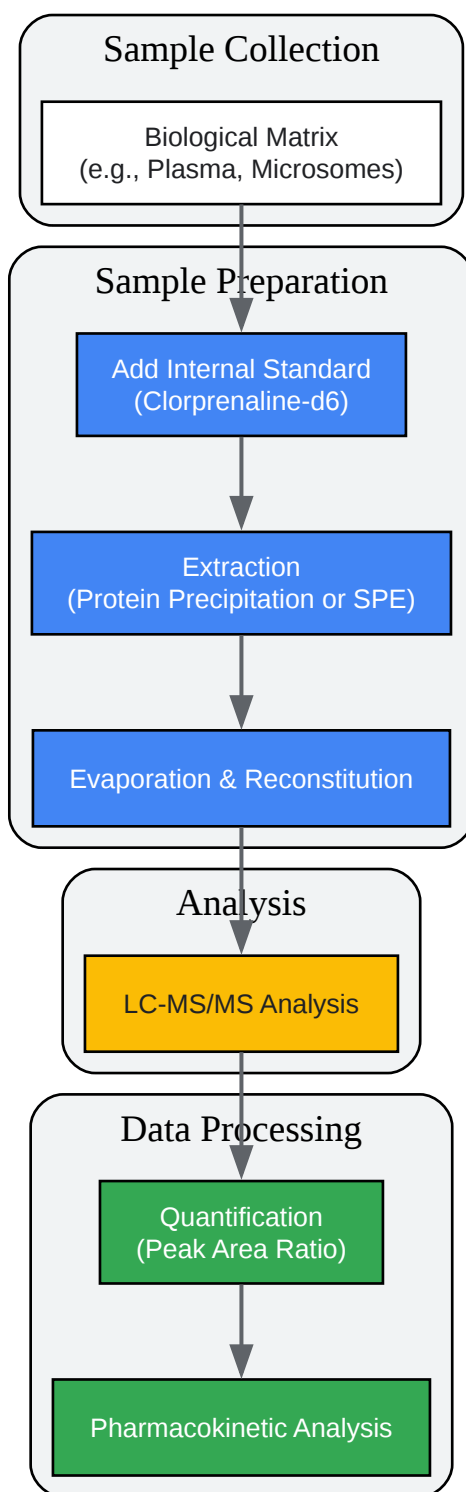 Sample Collection
Biological Matrix
(e.g., Plasma, Microsomes)
Sample Preparation
Add Internal Standard
(Clorprenaline-d6)
Extraction
(Protein Precipitation or SPE)
Evaporation & Reconstitution
Analysis
LC-MS/MS Analysis
Data Processing
Quantification
(Peak Area Ratio)
Pharmacokinetic Analysis